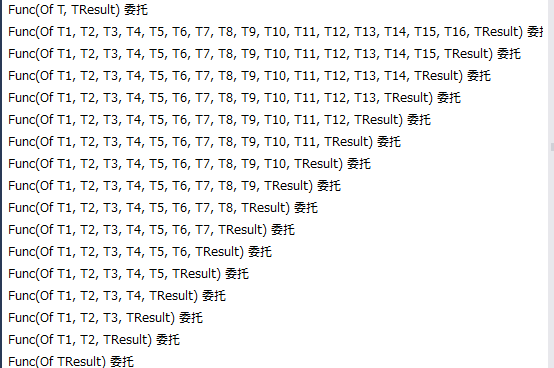 Func(Of T, TResult) 委托
Func(Of T1, T2, T3, T4, T5, T6, T7, T8, T9, T10, T11, T12, T13, T14, T15, T16, TResult) 委托
Func(Of T1, T2, T3, T4, T5, T6, T7, T8, T9, T10, T11, T12, T13, T14, T15, TResult) 委托
Func(Of T1, T2, T3, T4, T5, T6, T7, T8, T9, T10, T11, T12, T13, T14, TResult) 委托
Func(Of T1, T2, T3, T4, T5, T6, T7, T8, T9, T10, T11, T12, T13, TResult) 委托
Func(Of T1, T2, T3, T4, T5, T6, T7, T8, T9, T10, T11, T12, TResult) 委托
Func(Of T1, T2, T3, T4, T5, T6, T7, T8, T9, T10, T11, TResult) 委托
Func(Of T1, T2, T3, T4, T5, T6, T7, T8, T9, T10, TResult) 委托
Func(Of T1, T2, T3, T4, T5, T6, T7, T8, T9, TResult) 委托
Func(Of T1, T2, T3, T4, T5, T6, T7, T8, TResult) 委托
Func(Of T1, T2, T3, T4, T5, T6, T7, TResult) 委托
Func(Of T1, T2, T3, T4, T5, T6, TResult) 委托
Func(Of T1, T2, T3, T4, T5, TResult) 委托
Func(Of T1, T2, T3, T4, TResult) 委托
Func(Of T1, T2, T3, TResult) 委托
Func(Of T1, T2, TResult) 委托
Func(Of TResult) 委托